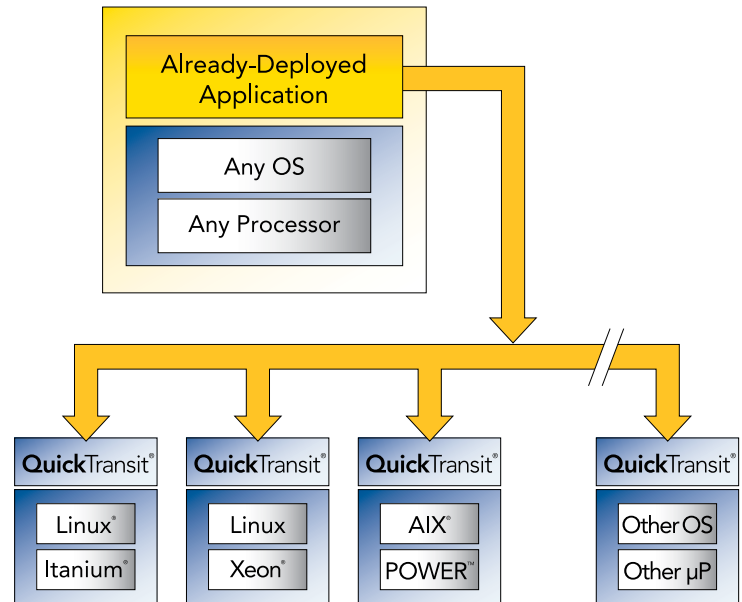 Already-Deployed
Application
Any OS
Any Processor
QuickTransit®
Linux®
Itanium®
QuickTransit®
Linux
Xeon®
QuickTransit®
AIX®
POWER™
QuickTransit®
Other OS
Other µP